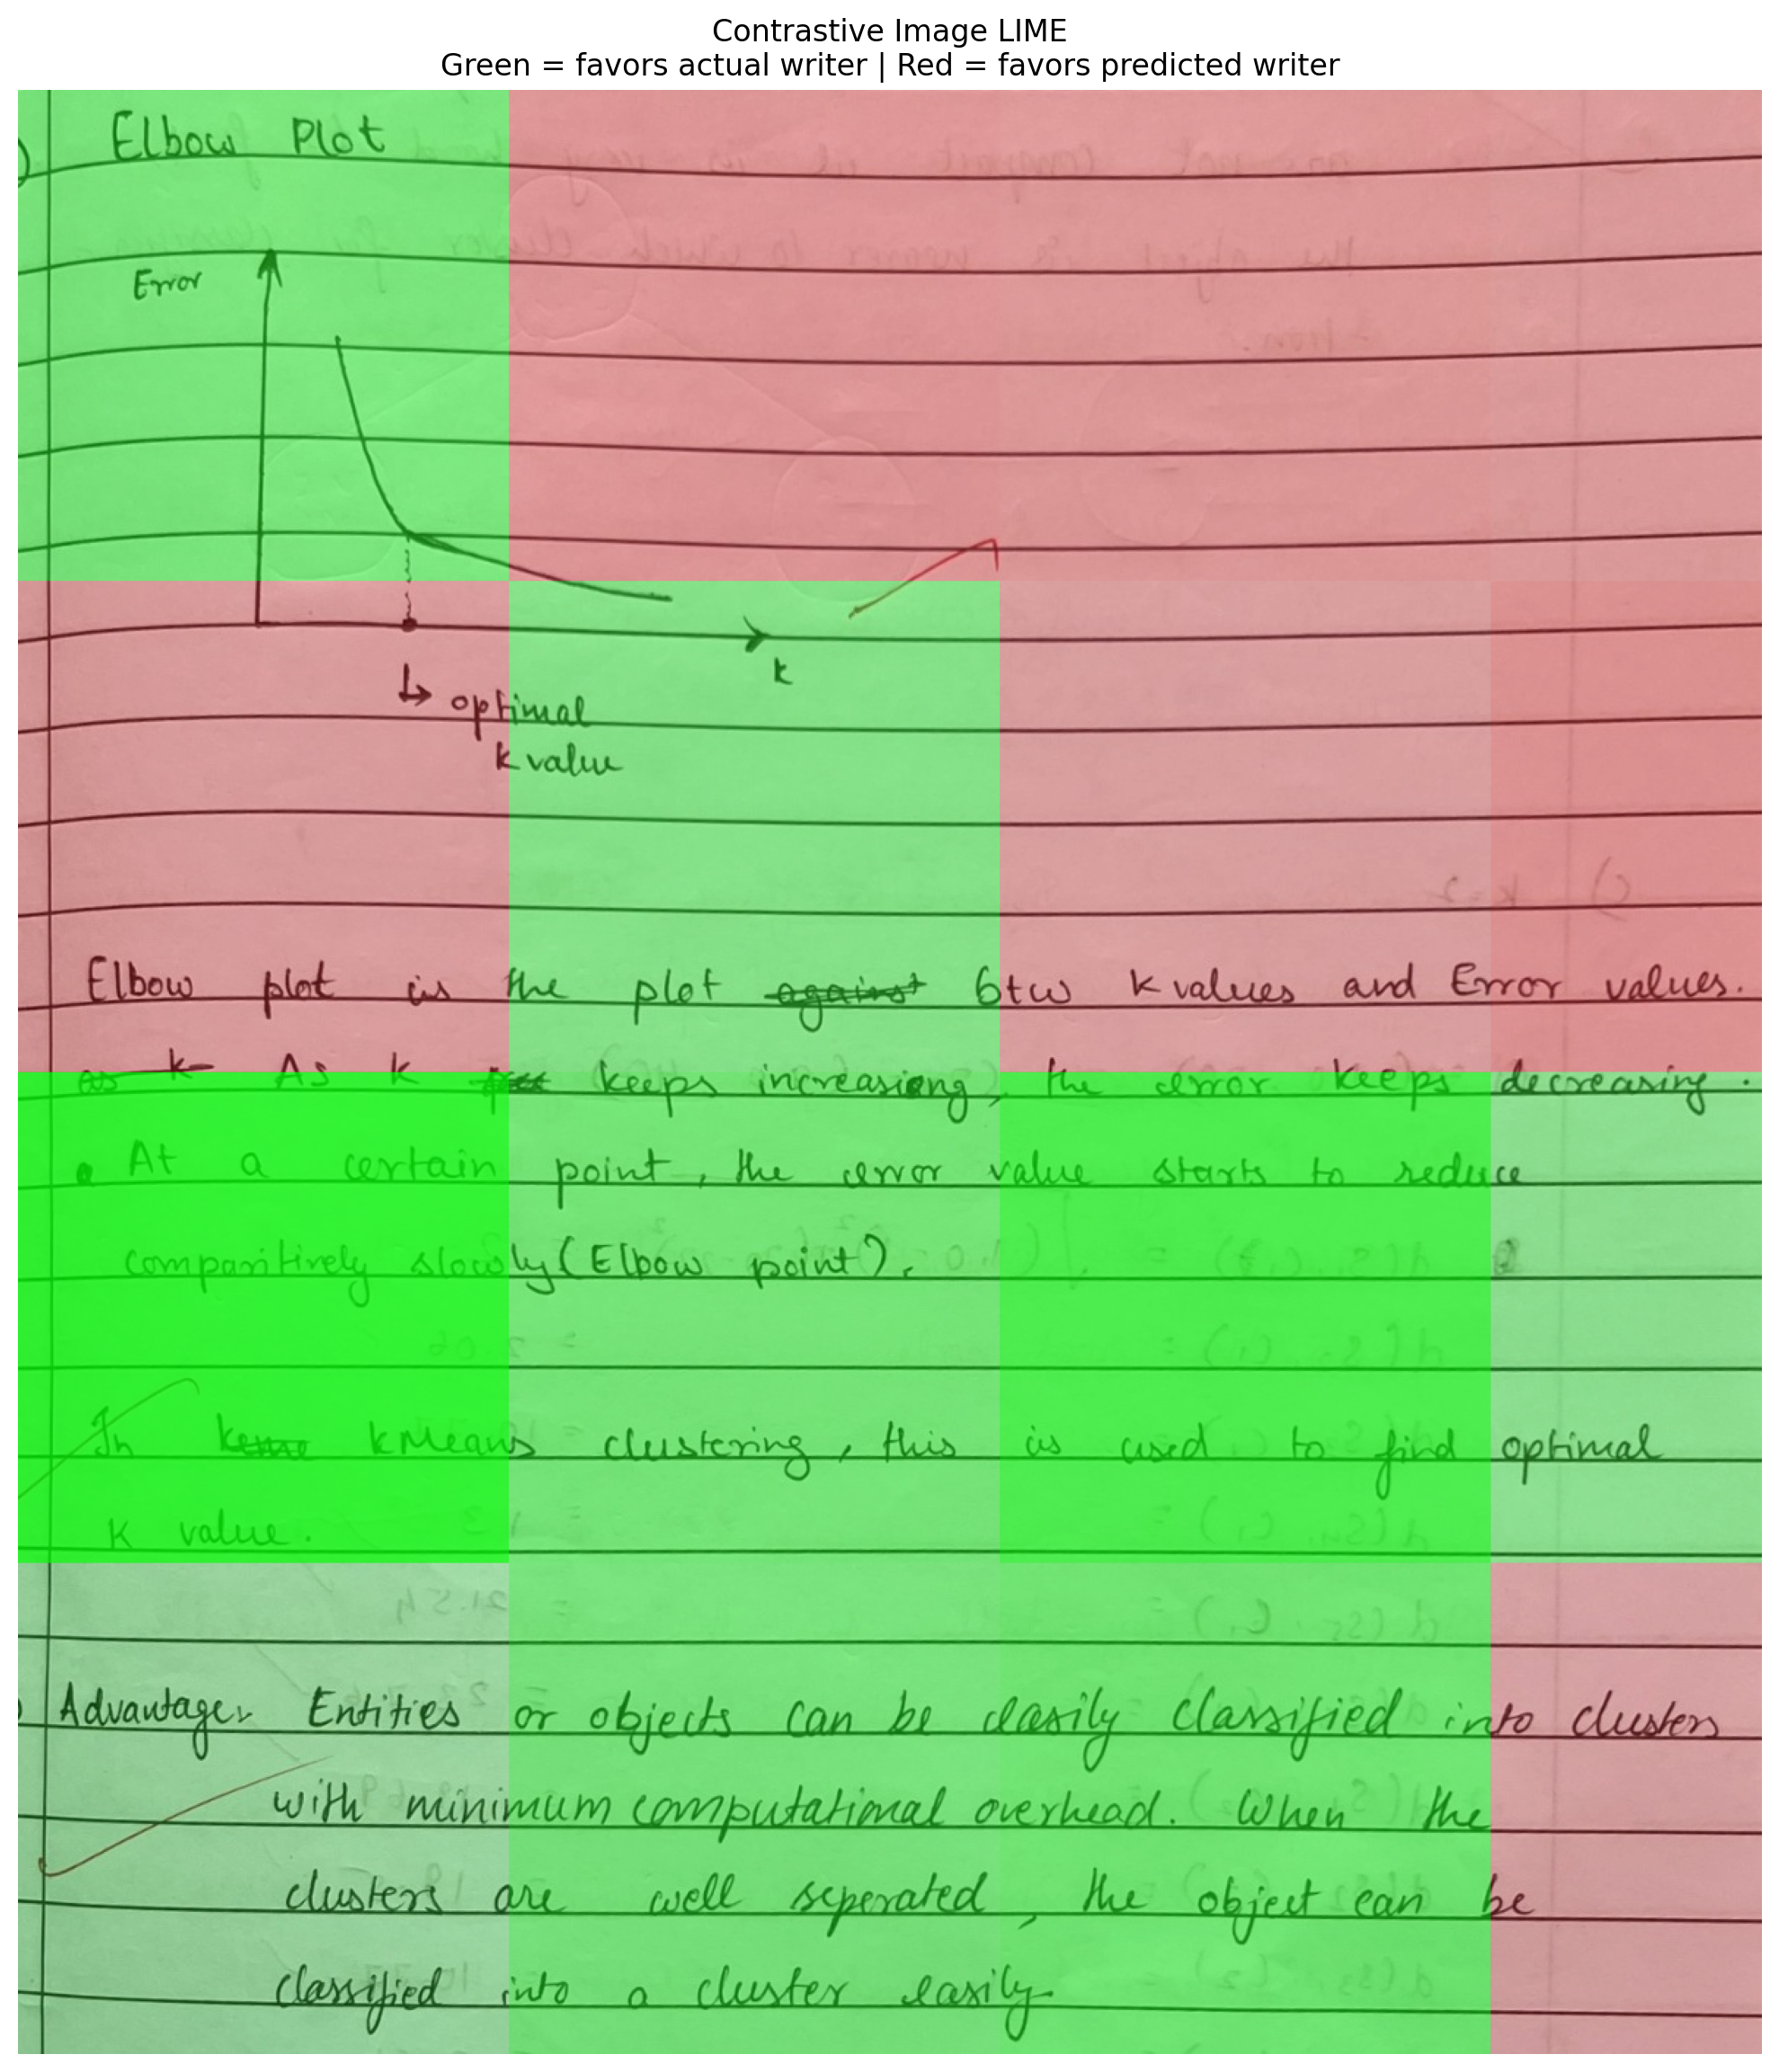 Contrastive Image LIME
Green = favors actual writer | Red = favors predicted writer
) Elbow Plot
Error
k
optimal
k value
Elbow plot is the plot against btw k values and Error values.
as k As k keeps increasiong, the error keeps decreasing.
At a certain point, the error value starts to reduce
comparitively slowly (Elbow point).
In keme kMeans clustering, this is used to find optimal
k value.
Advantage: Entities or objects can be easily classified into clusters
with minimum computational overhead. When the
clusters are well seperated, the object can be
classified into a cluster easily.